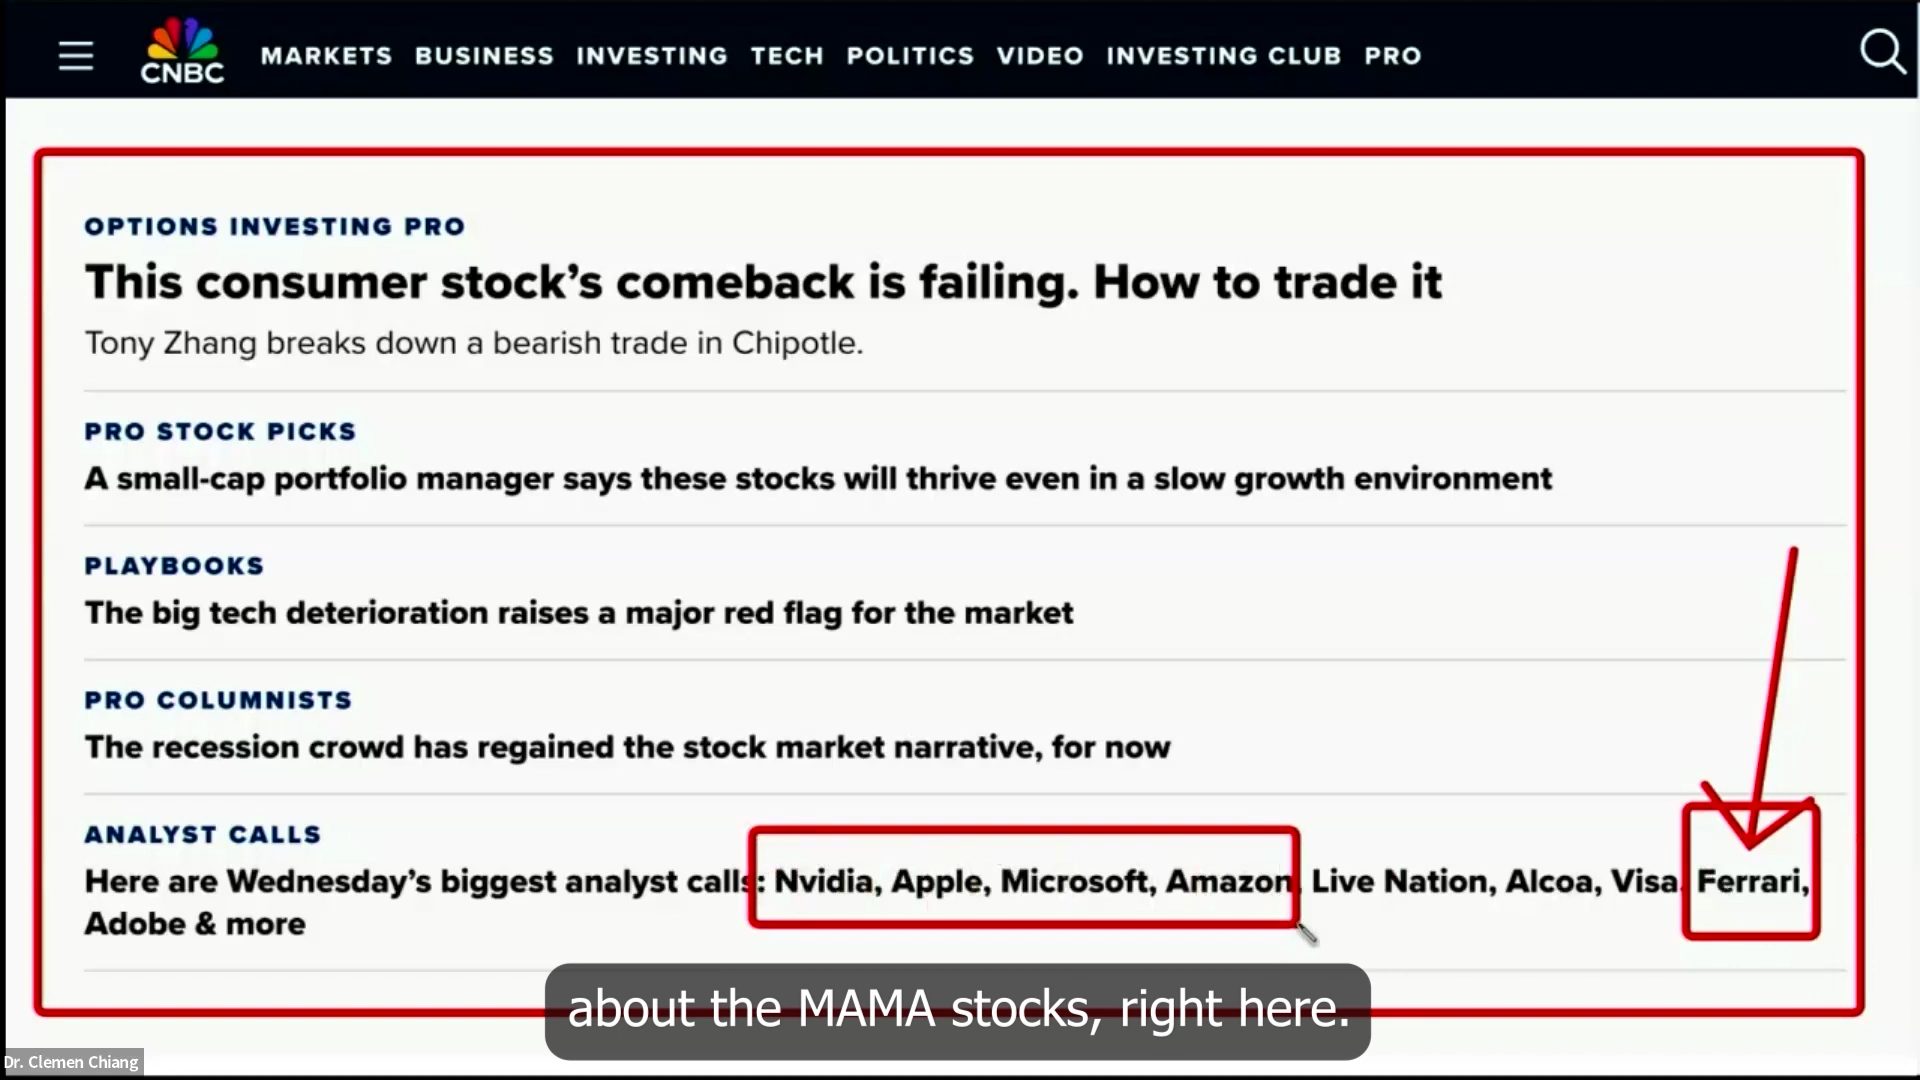 CNBC
MARKETS BUSINESS INVESTING TECH POLITICS VIDEO INVESTING CLUB PRO
OPTIONS INVESTING PRO
This consumer stock’s comeback is failing. How to trade it
Tony Zhang breaks down a bearish trade in Chipotle.
PRO STOCK PICKS
A small-cap portfolio manager says these stocks will thrive even in a slow growth environment
PLAYBOOKS
The big tech deterioration raises a major red flag for the market
PRO COLUMNISTS
The recession crowd has regained the stock market narrative, for now
ANALYST CALLS
Here are Wednesday’s biggest analyst calls: Nvidia, Apple, Microsoft, Amazon, Live Nation, Alcoa, Visa, Ferrari,
Adobe & more
about the MAMA stocks, right here.
Dr. Clemen Chiang